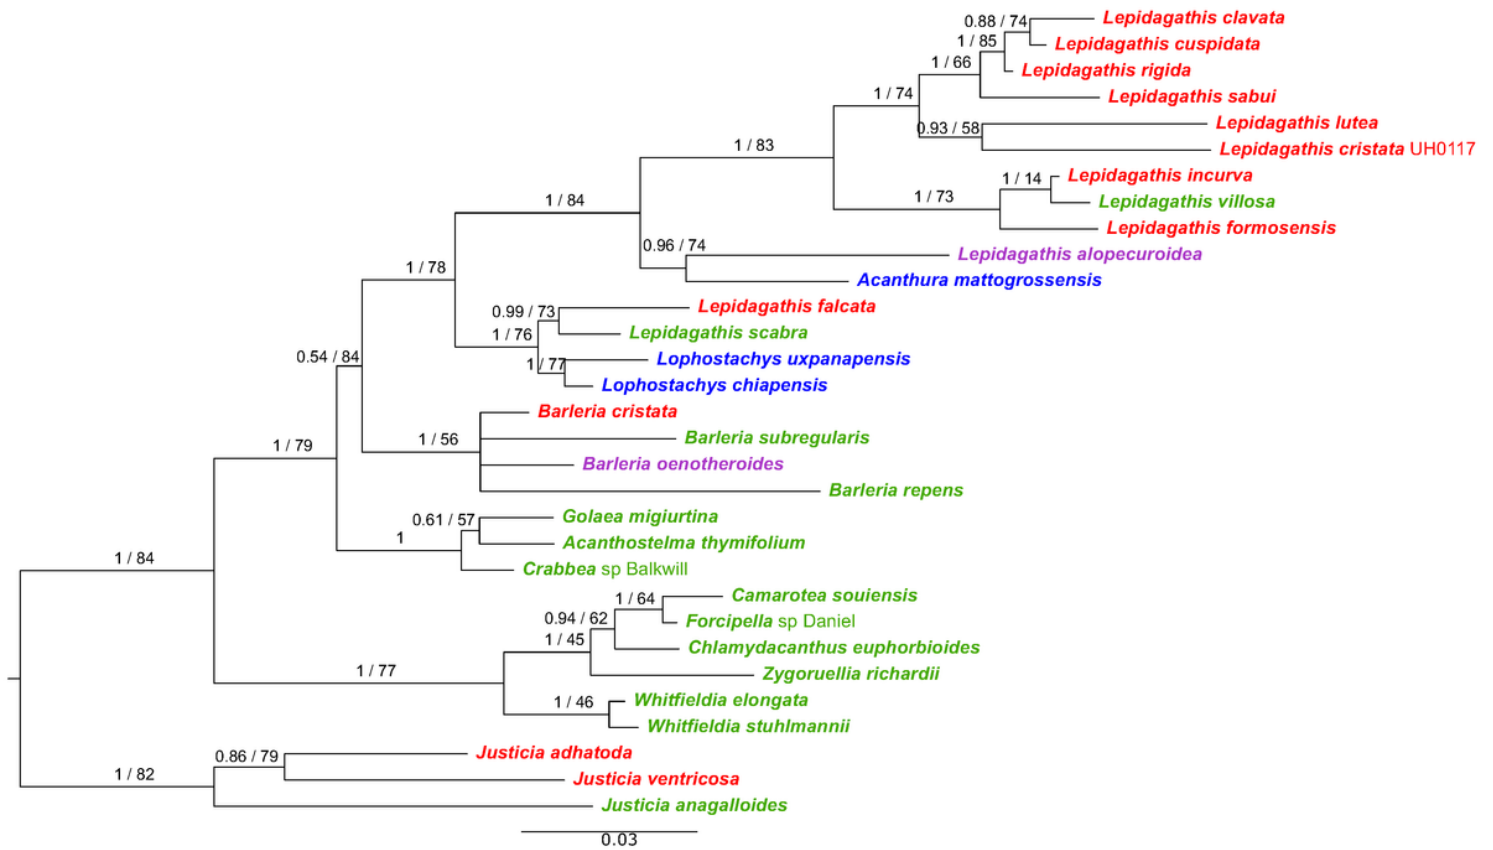 0.88 / 74
Lepidagathis clavata
1 / 85
Lepidagathis cuspidata
1 / 66
Lepidagathis rigida
1 / 74
Lepidagathis sabui
0.93 / 58
Lepidagathis lutea
1 / 83
Lepidagathis cristata UH0117
1 / 14
Lepidagathis incurva
1 / 73
Lepidagathis villosa
1 / 84
Lepidagathis formosensis
0.96 / 74
Lepidagathis alopecuroidea
1 / 78
Acanthura mattogrossensis
0.99 / 73
Lepidagathis falcata
1 / 76
Lepidagathis scabra
0.54 / 84
1 / 77
Lophostachys uxpanapensis
Lophostachys chiapensis
Barleria cristata
1 / 79
1 / 56
Barleria subregularis
Barleria oenotheroides
Barleria repens
0.61 / 57
Golaea migiurtina
1
Acanthostelma thymifolium
1 / 84
Crabbea sp Balkwill
1 / 64
Camarotea souiensis
0.94 / 62
Forcipella sp Daniel
1 / 45
Chlamydacanthus euphorbioides
1 / 77
Zygoruellia richardii
1 / 46
Whitfieldia elongata
Whitfieldia stuhlmannii
0.86 / 79
Justicia adhatoda
1 / 82
Justicia ventricosa
Justicia anagalloides
0.03